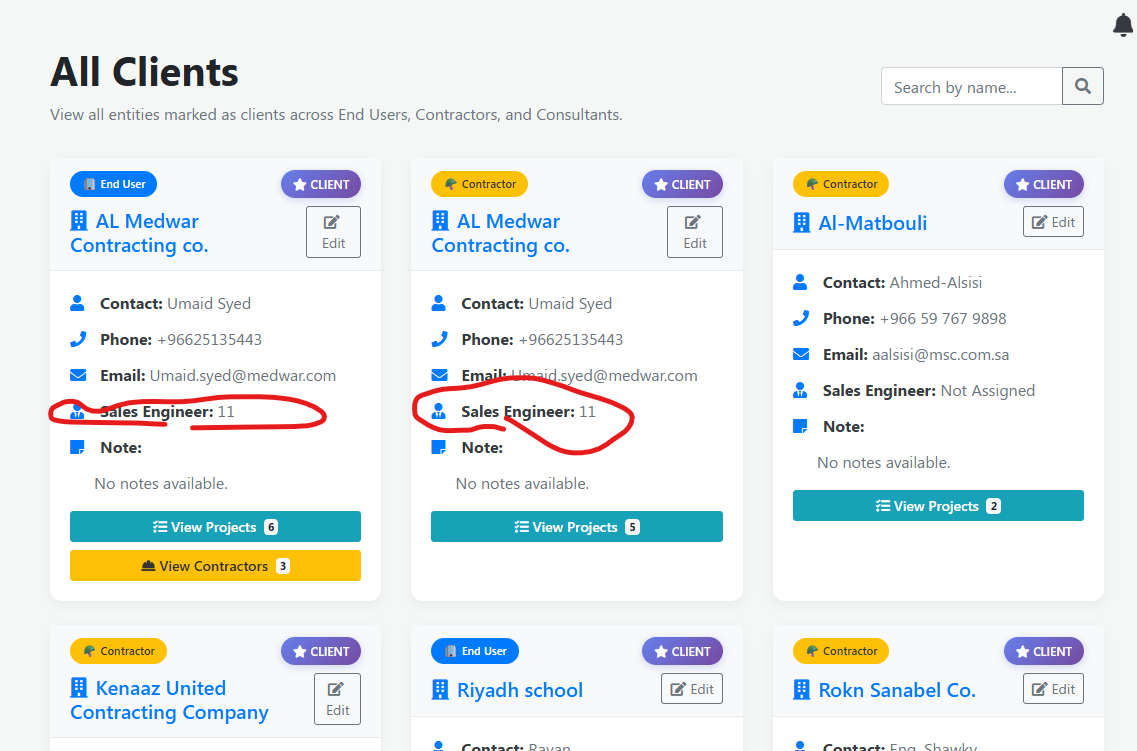 All Clients
Search by name...
View all entities marked as clients across End Users, Contractors, and Consultants.
End User
CLIENT
AL Medwar
Contracting co.
Edit
Contact: Umaid Syed
Phone: +96625135443
Email: Umaid.syed@medwar.com
Sales Engineer: 11
Note:
No notes available.
View Projects 6
View Contractors 3
Contractor
CLIENT
AL Medwar
Contracting co.
Edit
Contact: Umaid Syed
Phone: +96625135443
Email: Umaid.syed@medwar.com
Sales Engineer: 11
Note:
No notes available.
View Projects 5
Contractor
CLIENT
Al-Matbouli
Edit
Contact: Ahmed-Alsisi
Phone: +966 59 767 9898
Email: aalsisi@msc.com.sa
Sales Engineer: Not Assigned
Note:
No notes available.
View Projects 2
Contractor
CLIENT
Kenaaz United
Contracting Company
Edit
End User
CLIENT
Riyadh school
Edit
Contact: Rayan
Contractor
CLIENT
Rokn Sanabel Co.
Edit
Contact: Eng. Shawky